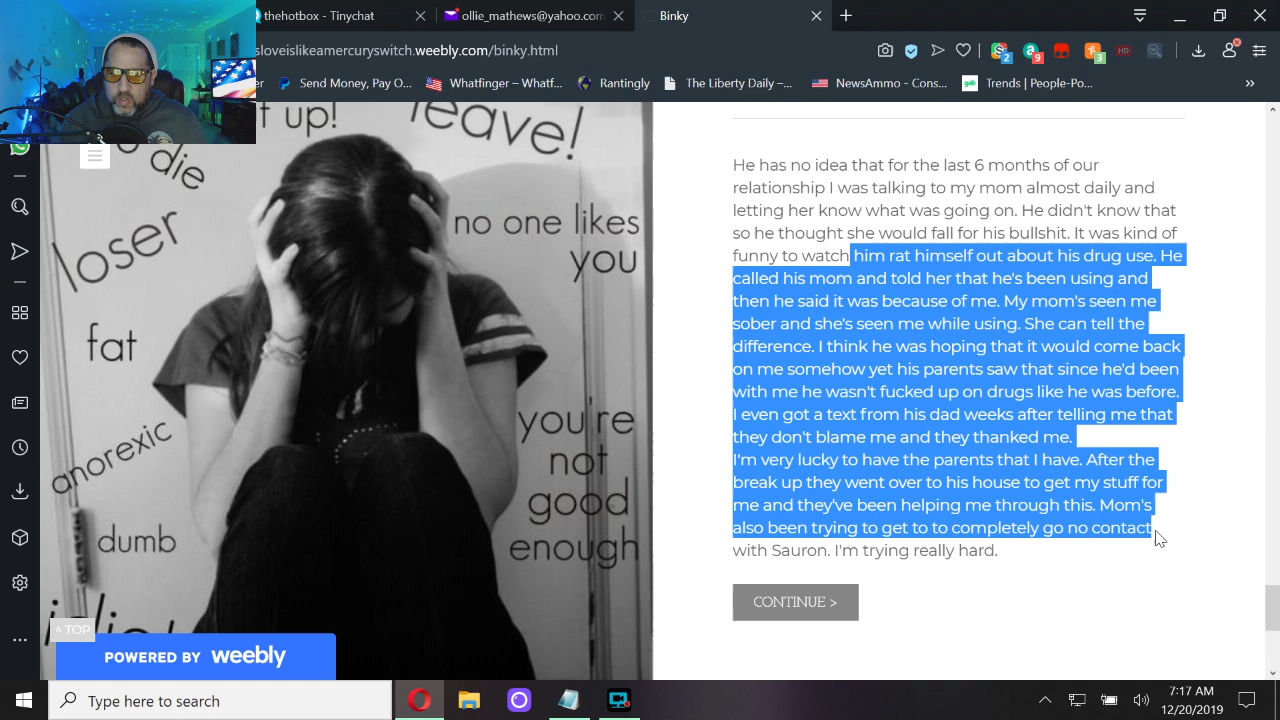 thehotbox - Tinychat
ollie_mathews@yahoo.com
Binky
sloveislikeamercuryswitch.weebly.com/binky.html
2
9
HD
3
er
Send Money, Pay O...
Whatfinger – Whatf...
Rantingly
The Liberty Daily –...
NewsAmmo - Cons...
gab
Trends | People-Po...
t up!
leave!
die
loser
no one likes
you
fat
anorexic
you're
not
good
enough
dumb
^ TOP
POWERED BY weebly
He has no idea that for the last 6 months of our
relationship I was talking to my mom almost daily and
letting her know what was going on. He didn't know that
so he thought she would fall for his bullshit. It was kind of
funny to watch him rat himself out about his drug use. He
called his mom and told her that he's been using and
then he said it was because of me. My mom's seen me
sober and she's seen me while using. She can tell the
difference. I think he was hoping that it would come back
on me somehow yet his parents saw that since he'd been
with me he wasn't fucked up on drugs like he was before.
I even got a text from his dad weeks after telling me that
they don't blame me and they thanked me.
I'm very lucky to have the parents that I have. After the
break up they went over to his house to get my stuff for
me and they've been helping me through this. Mom's
also been trying to get to to completely go no contact
with Sauron. I'm trying really hard.
CONTINUE >
Type here to search
7:17 AM
12/20/2019